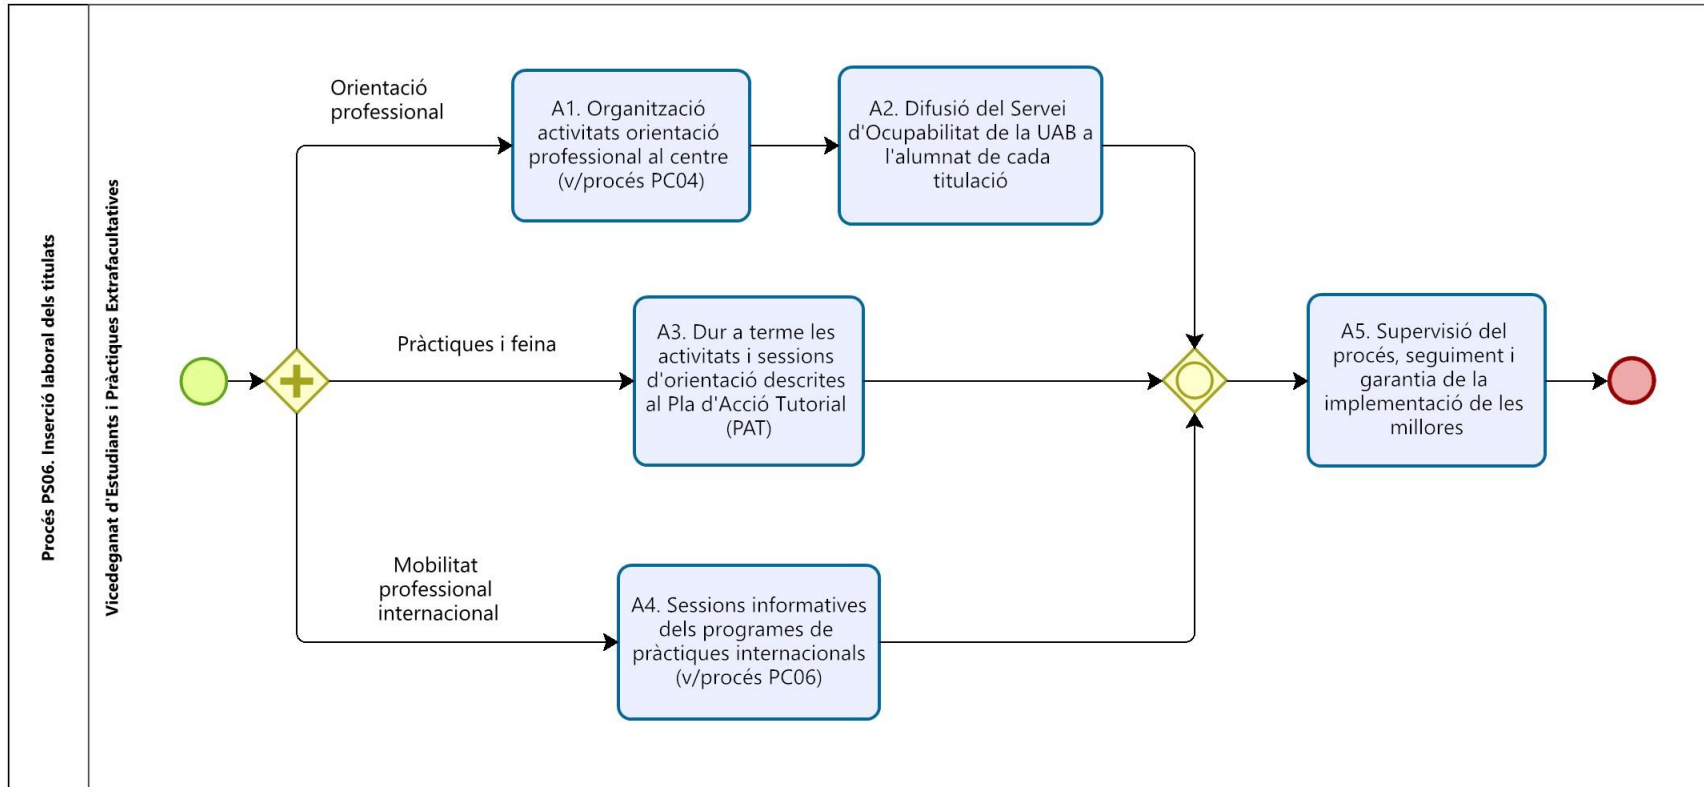 Procés PS06. Inserció laboral dels titulats
Vicedeganat d'Estudiants i Pràctiques Extrafacultatives
Orientació
professional
A1. Organització
activitats orientació
professional al centre
(v/procés PC04)
A2. Difusió del Servei
d'Ocupabilitat de la UAB a
l'alumnat de cada
titulació
Pràctiques i feina
A3. Dur a terme les
activitats i sessions
d'orientació descrites
al Pla d'Acció Tutorial
(PAT)
A5. Supervisió del
procés, seguiment i
garantia de la
implementació de les
millores
Mobilitat
professional
internacional
A4. Sessions informatives
dels programes de
pràctiques internacionals
(v/procés PC06)